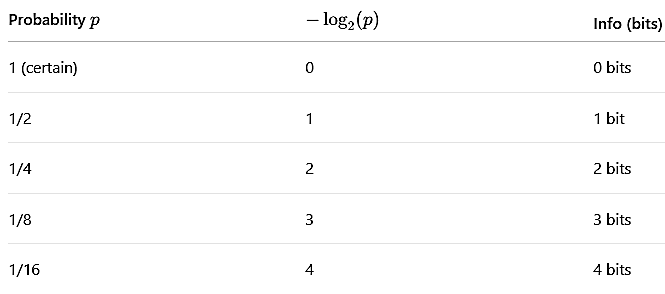 Probability p −log₂(p) Info (bits)
1 (certain) 0 0 bits
1/2 1 1 bit
1/4 2 2 bits
1/8 3 3 bits
1/16 4 4 bits